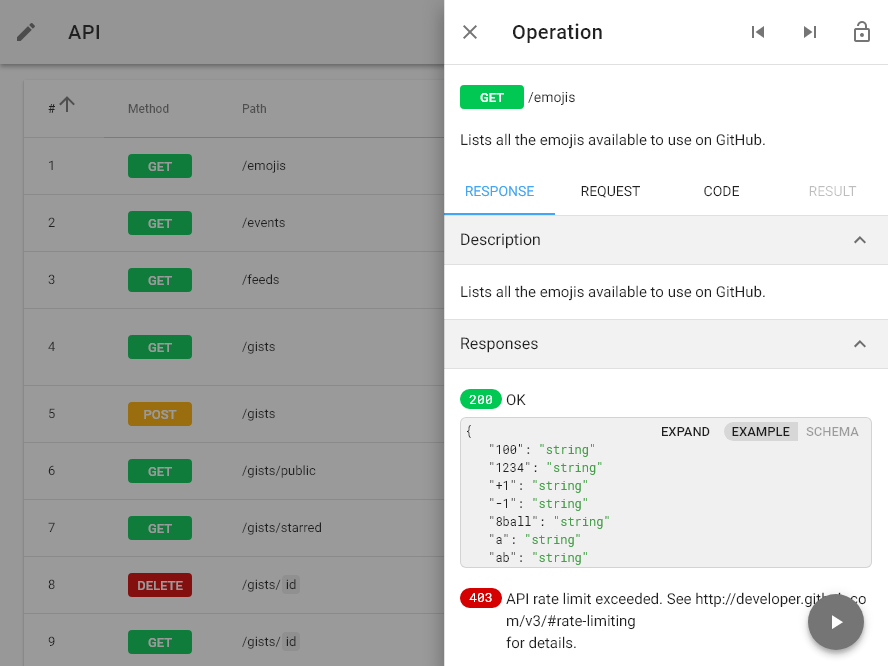 API
# Method Path
1 GET /emojis
2 GET /events
3 GET /feeds
4 GET /gists
5 POST /gists
6 GET /gists/public
7 GET /gists/starred
8 DELETE /gists/ id
9 GET /gists/ id
Operation
GET /emojis
Lists all the emojis available to use on GitHub.
RESPONSE REQUEST CODE RESULT
Description
Lists all the emojis available to use on GitHub.
Responses
200 OK
{ EXPAND EXAMPLE SCHEMA
"100": "string"
"1234": "string"
"+1": "string"
"-1": "string"
"8ball": "string"
"a": "string"
"ab": "string"
403 API rate limit exceeded. See http://developer.github.co
m/v3/#rate-limiting
for details.